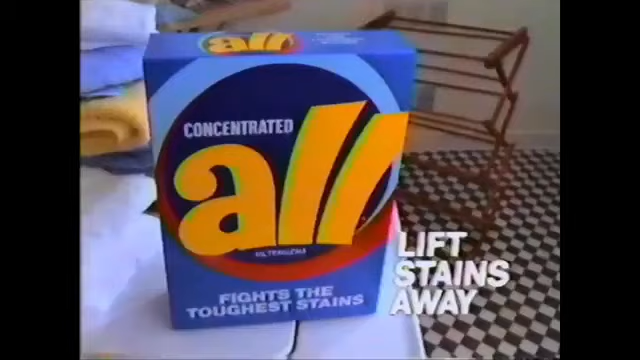 all
CONCENTRATED
all
FIGHTS THE
TOUGHEST STAINS
LIFT
STAINS
AWAY